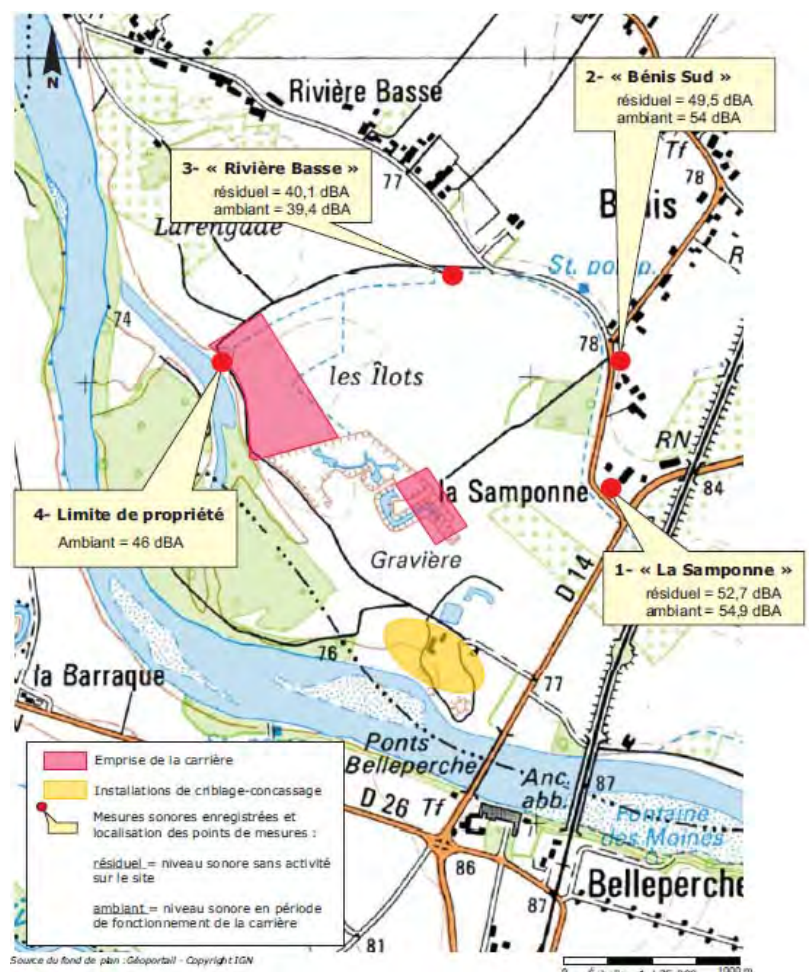 77
N
Rivière Basse
2- « Bénis Sud »
résiduel = 49,5 dBA
ambiant = 54 dBA
Tf
78
3- « Rivière Basse »
résiduel = 40,1 dBA
ambiant = 39,4 dBA
77
Larengade
St. pomp.
R
74
78
les Îlots
RN
84
la Samponne
4- Limite de propriété
Ambiant = 46 dBA
Gravière
D 14
1- « La Samponne »
résiduel = 52,7 dBA
ambiant = 54,9 dBA
76
77
la Barraque
Ponts
Belleperche
Anc.
abb.
87
Fontaine
des Moines
D 26 Tf
86
87
Belleperche
81
Emprise de la carrière
Installations de criblage-concassage
Mesures sonores enregistrées et
localisation des points de mesures :
résiduel = niveau sonore sans activité
sur le site
ambiant = niveau sonore en période
de fonctionnement de la carrière
Source du fond de plan : Géoportail - Copyright IGN
0
1000 m